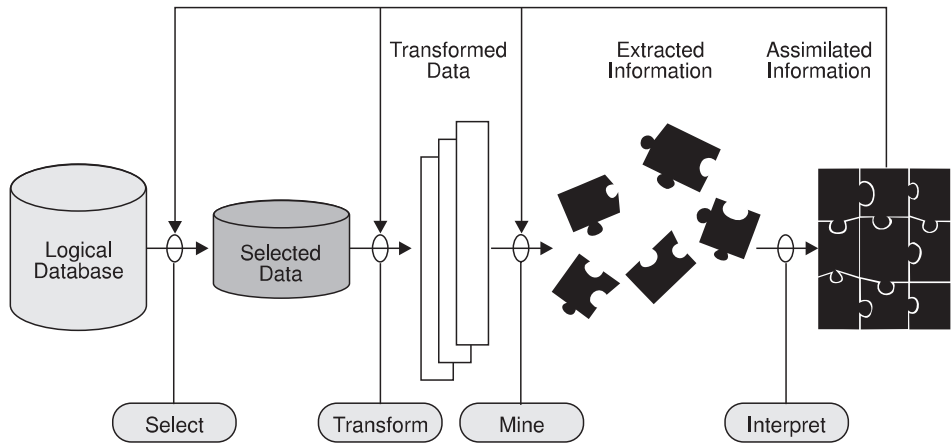 Transformed
Data
Extracted
Information
Assimilated
Information
Logical
Database
Selected
Data
Select
Transform
Mine
Interpret